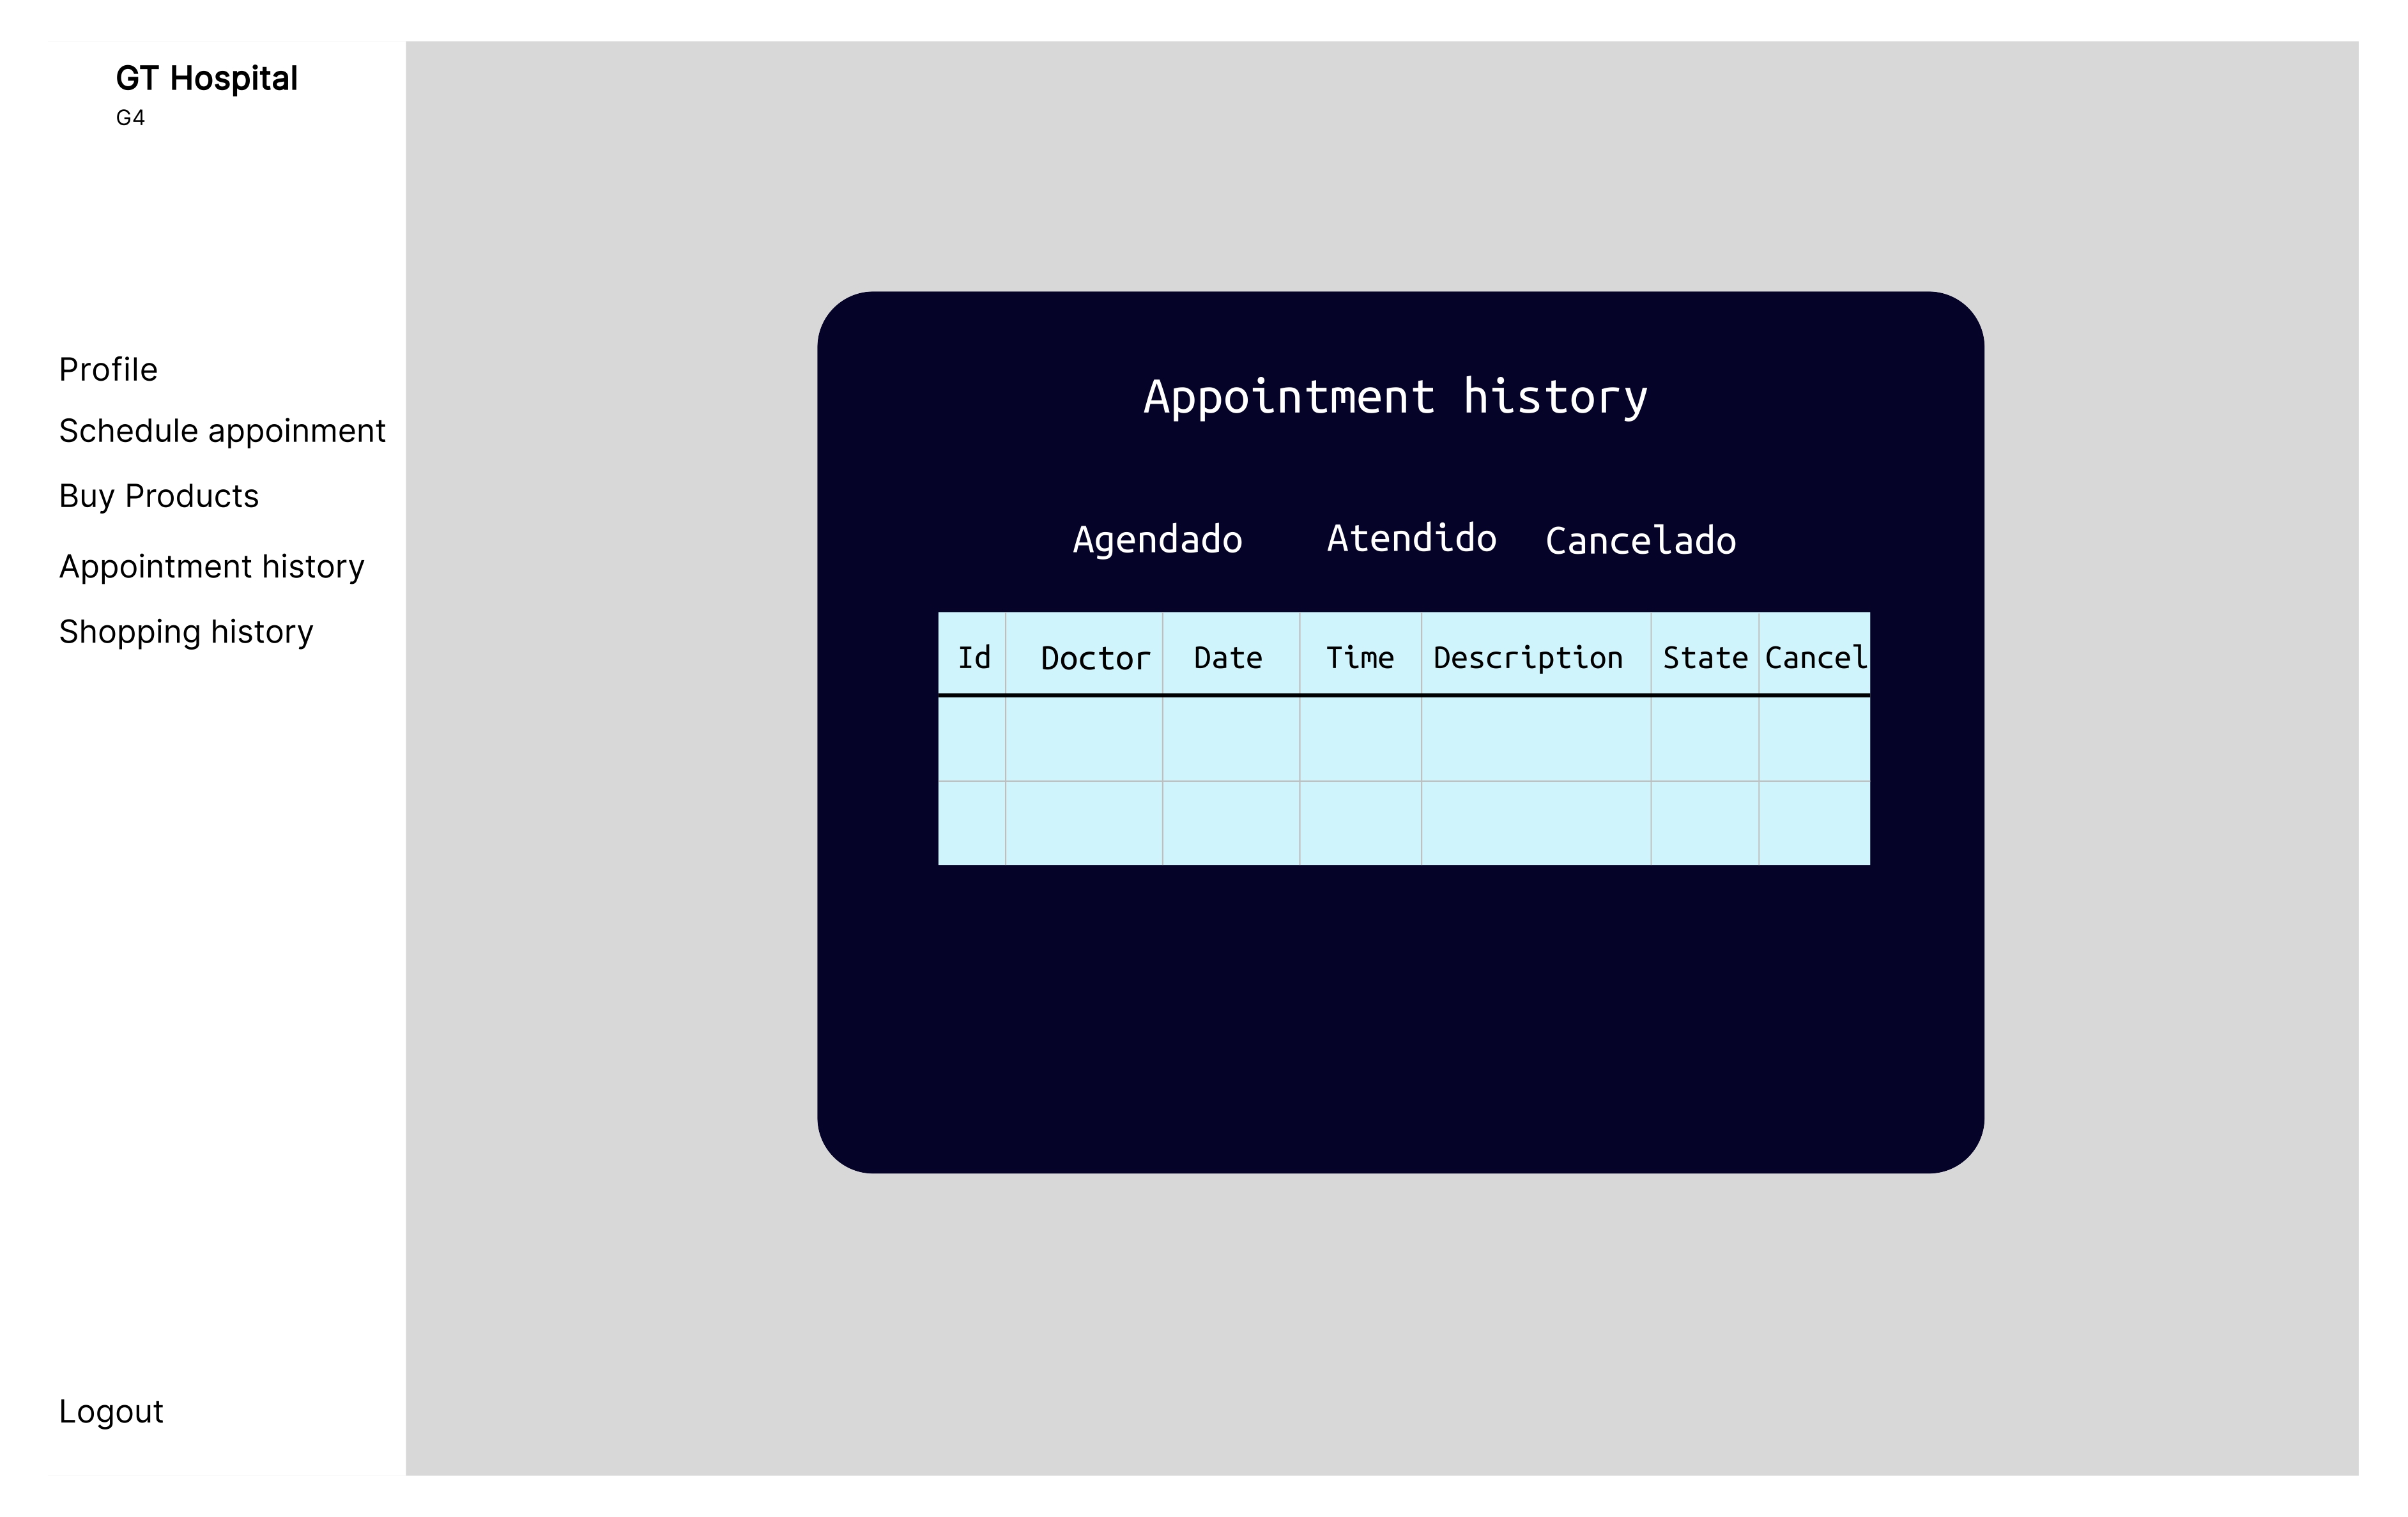 GT Hospital
G4
Profile
Schedule appoinment
Buy Products
Appointment history
Shopping history
Logout
Appointment history
Agendado Atendido Cancelado
Id Doctor Date Time Description State Cancel